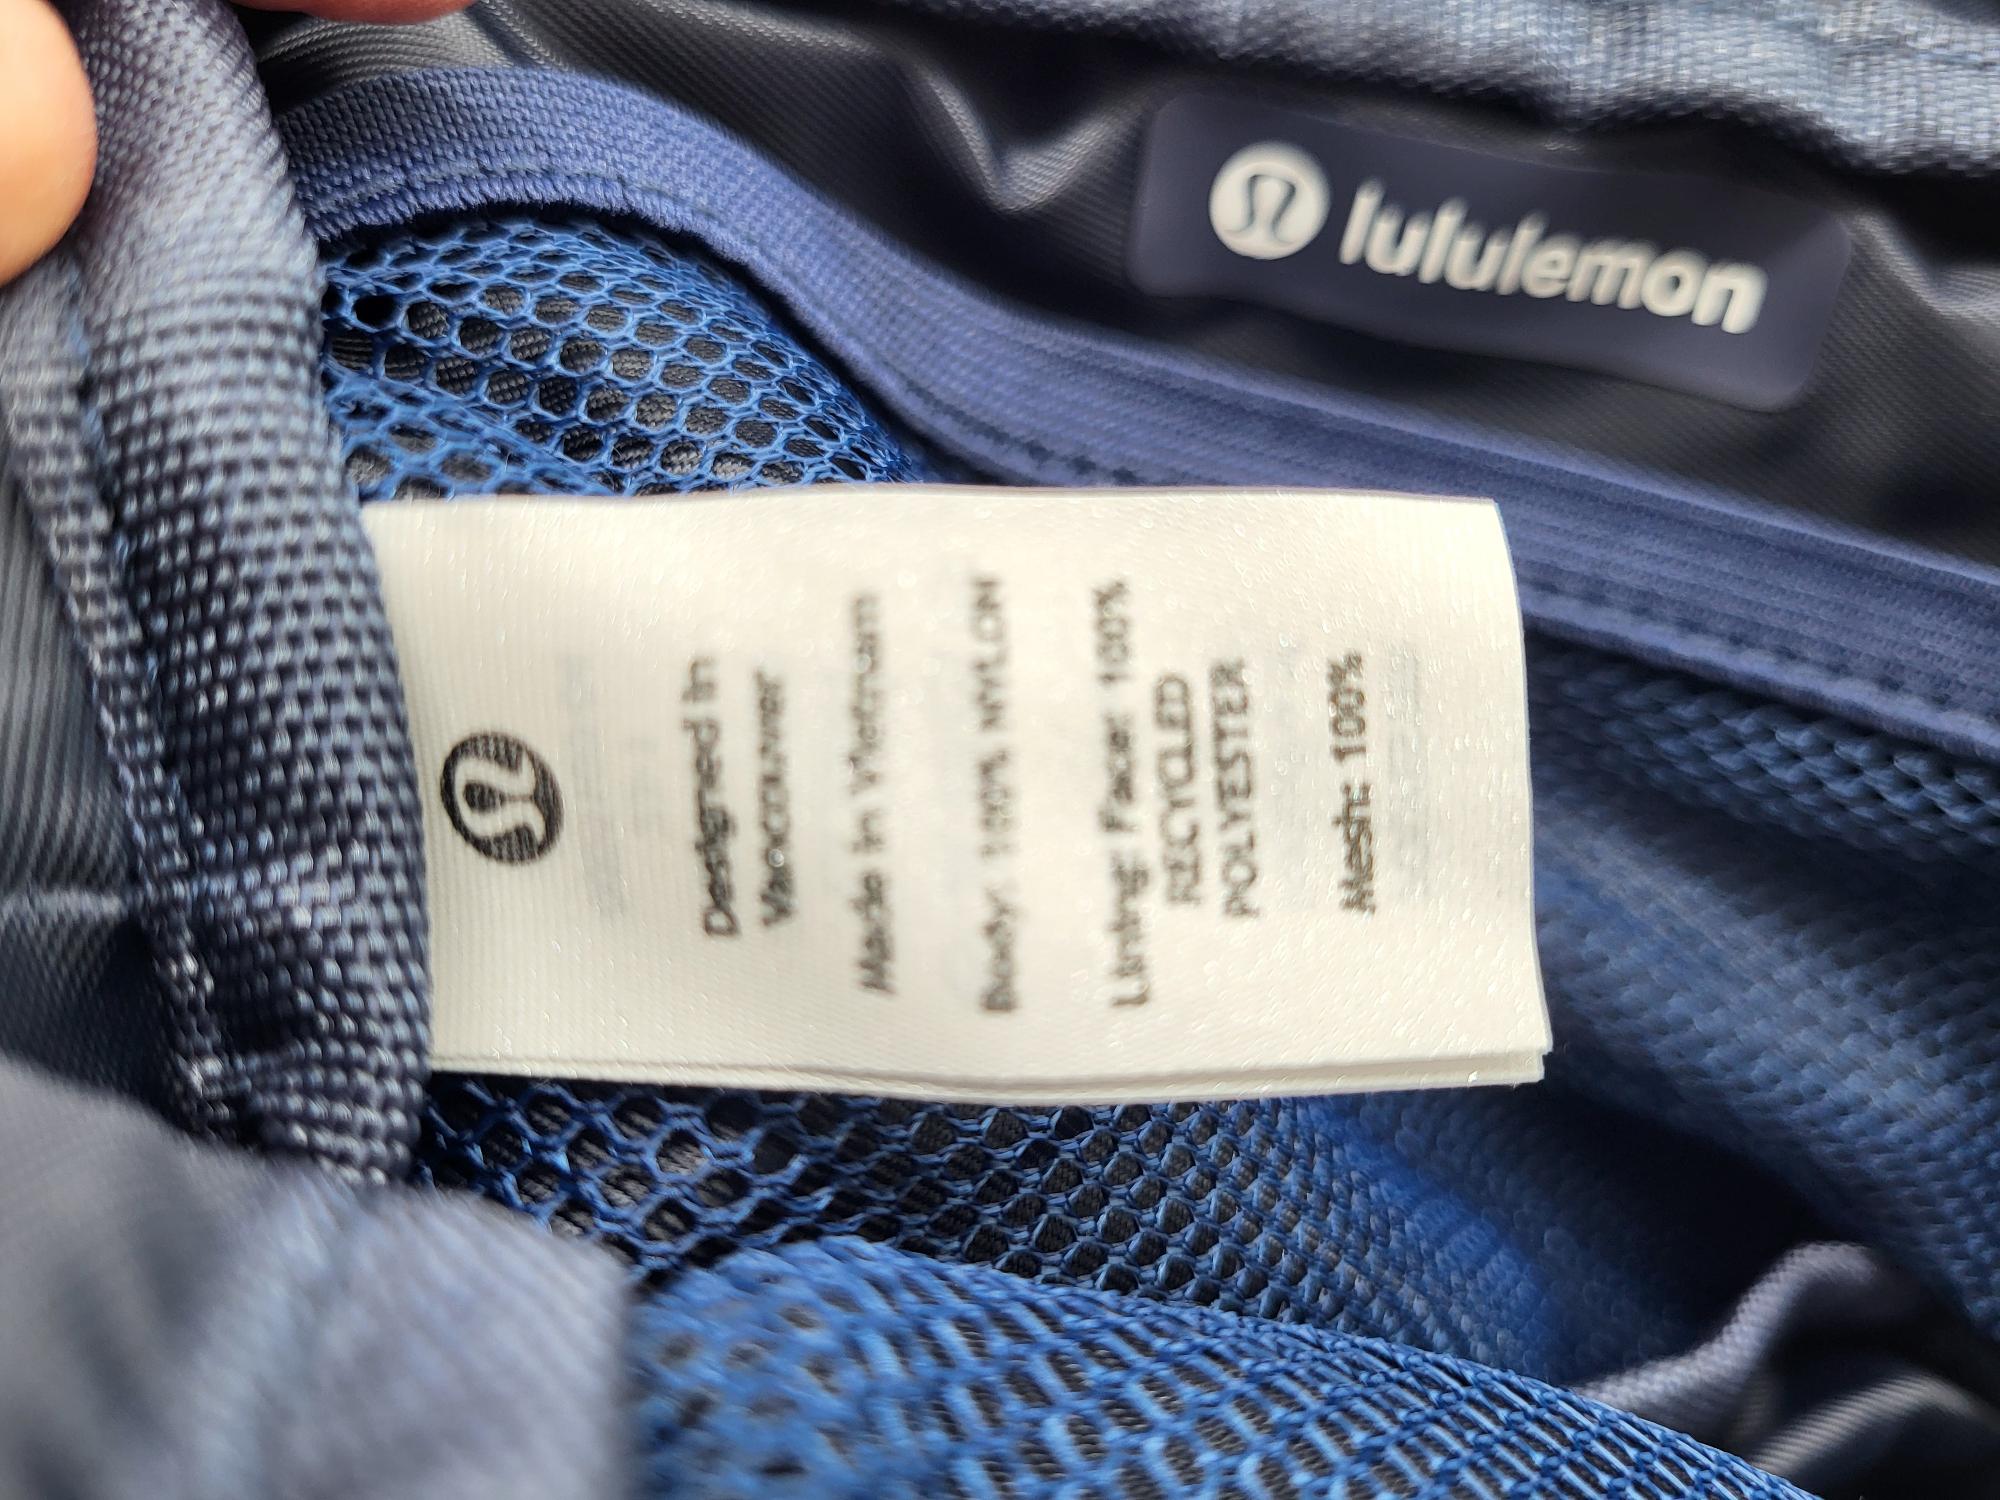 lululemon
Designed in
Vancouver
Made in Vietnam
Body: 100% NYLON
Lining: Face: 100%
RECYCLED
POLYESTER
Mesh: 100%